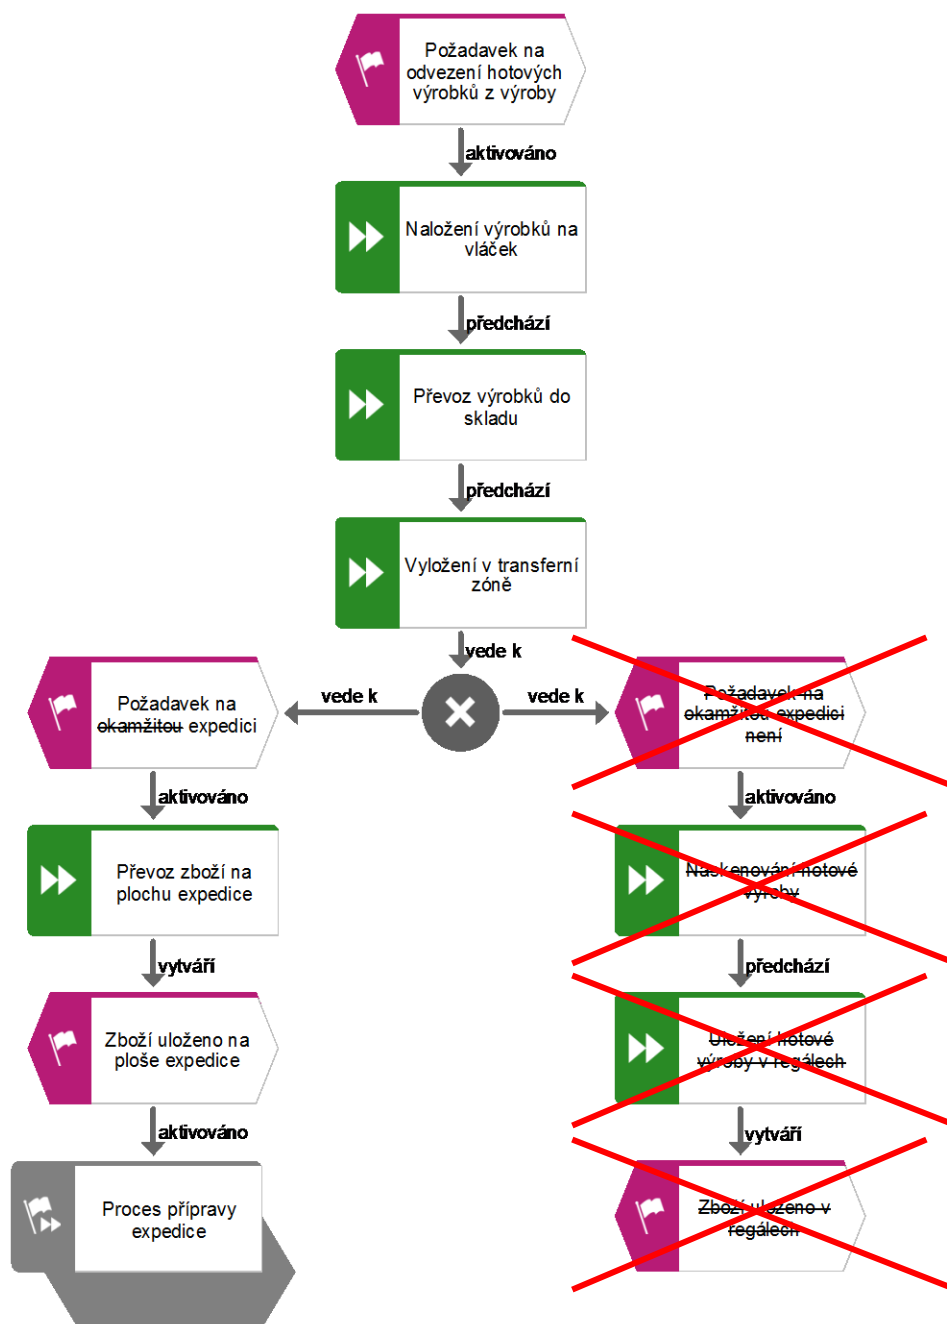 Požadavek na
odvezení hotových
výrobků z výroby
aktivováno
Naložení výrobků na
vláček
předchází
Převoz výrobků do
skladu
předchází
Vyložení v transferní
zóně
vede k
vede k
vede k
Požadavek na
okamžitou expedici
aktivováno
Převoz zboží na
plochu expedice
vytváří
Zboží uloženo na
ploše expedice
aktivováno
Proces přípravy
expedice
Požadavek na
okamžitou expedici
není
aktivováno
Naskenování hotové
výroby
předchází
Uložení hotové
výroby v regálech
vytváří
Zboží uloženo v
regálech